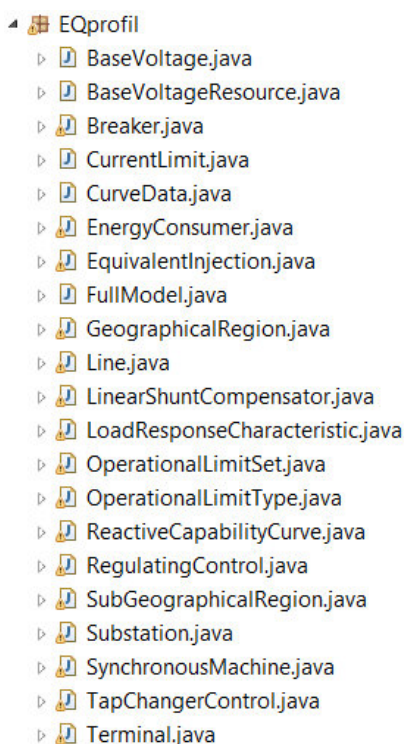 EQprofil
BaseVoltage.java
BaseVoltageResource.java
Breaker.java
CurrentLimit.java
CurveData.java
EnergyConsumer.java
EquivalentInjection.java
FullModel.java
GeographicalRegion.java
Line.java
LinearShuntCompensator.java
LoadResponseCharacteristic.java
OperationalLimitSet.java
OperationalLimitType.java
ReactiveCapabilityCurve.java
RegulatingControl.java
SubGeographicalRegion.java
Substation.java
SynchronousMachine.java
TapChangerControl.java
Terminal.java